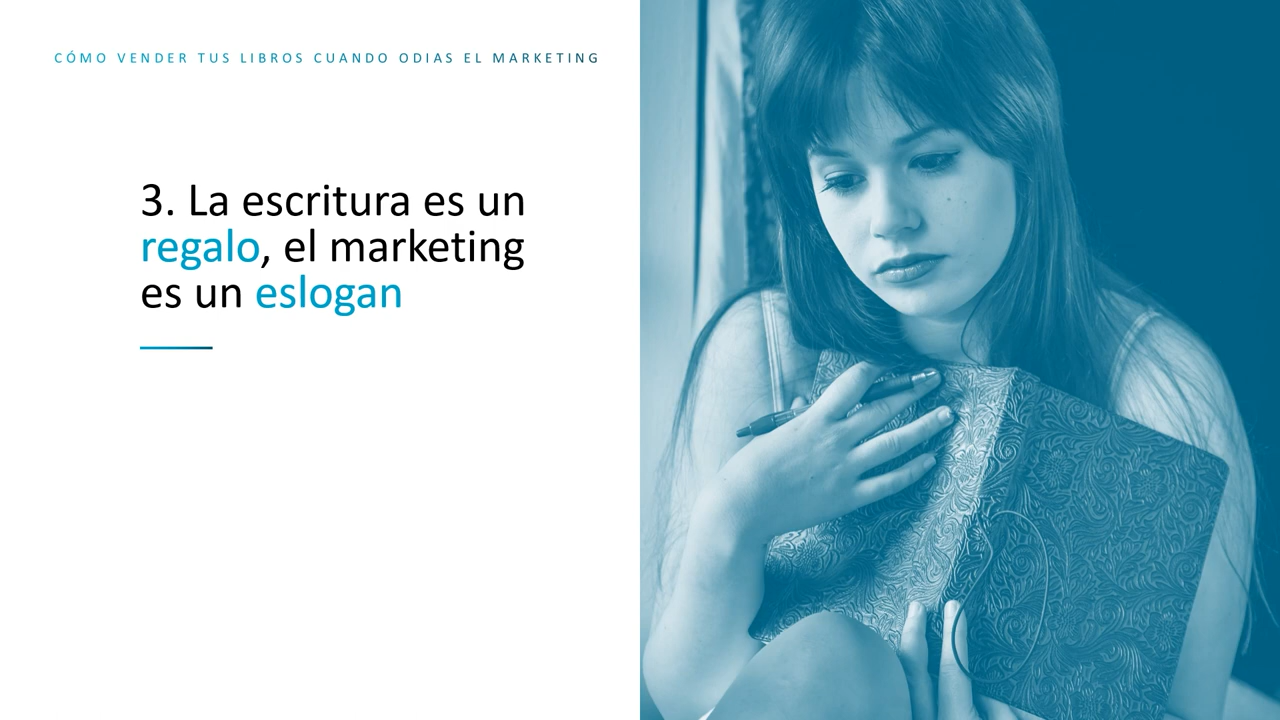 CÓMO VENDER TUS LIBROS CUANDO ODIAS EL MARKETING
3. La escritura es un
regalo, el marketing
es un eslogan